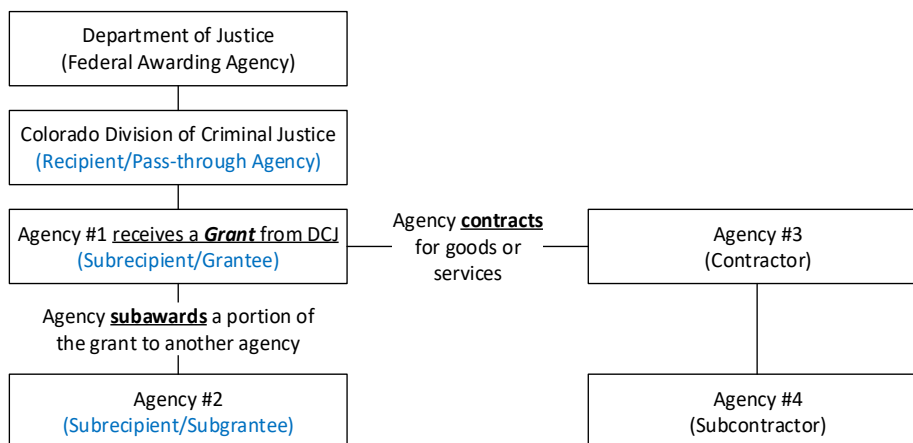 Department of Justice
(Federal Awarding Agency)
Colorado Division of Criminal Justice
(Recipient/Pass-through Agency)
Agency #1 receives a Grant from DCJ
(Subrecipient/Grantee)
Agency contracts
for goods or
services
Agency #3
(Contractor)
Agency subawards a portion of
the grant to another agency
Agency #2
(Subrecipient/Subgrantee)
Agency #4
(Subcontractor)